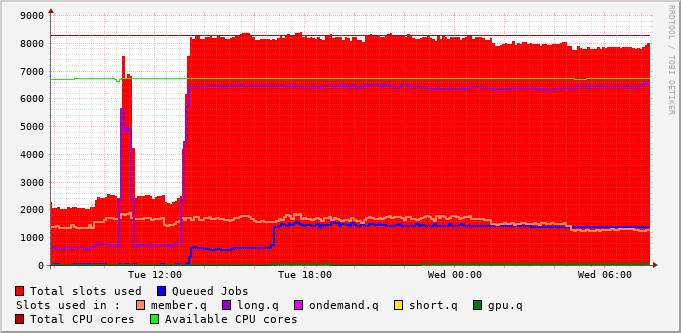 9000
8000
7000
6000
5000
4000
3000
2000
1000
0
Tue 12:00 Tue 18:00 Wed 00:00 Wed 06:00
RRDTOOL / TOBI OETIKER
Total slots used Queued Jobs
Slots used in : member.q long.q ondemand.q short.q gpu.q
Total CPU cores Available CPU cores